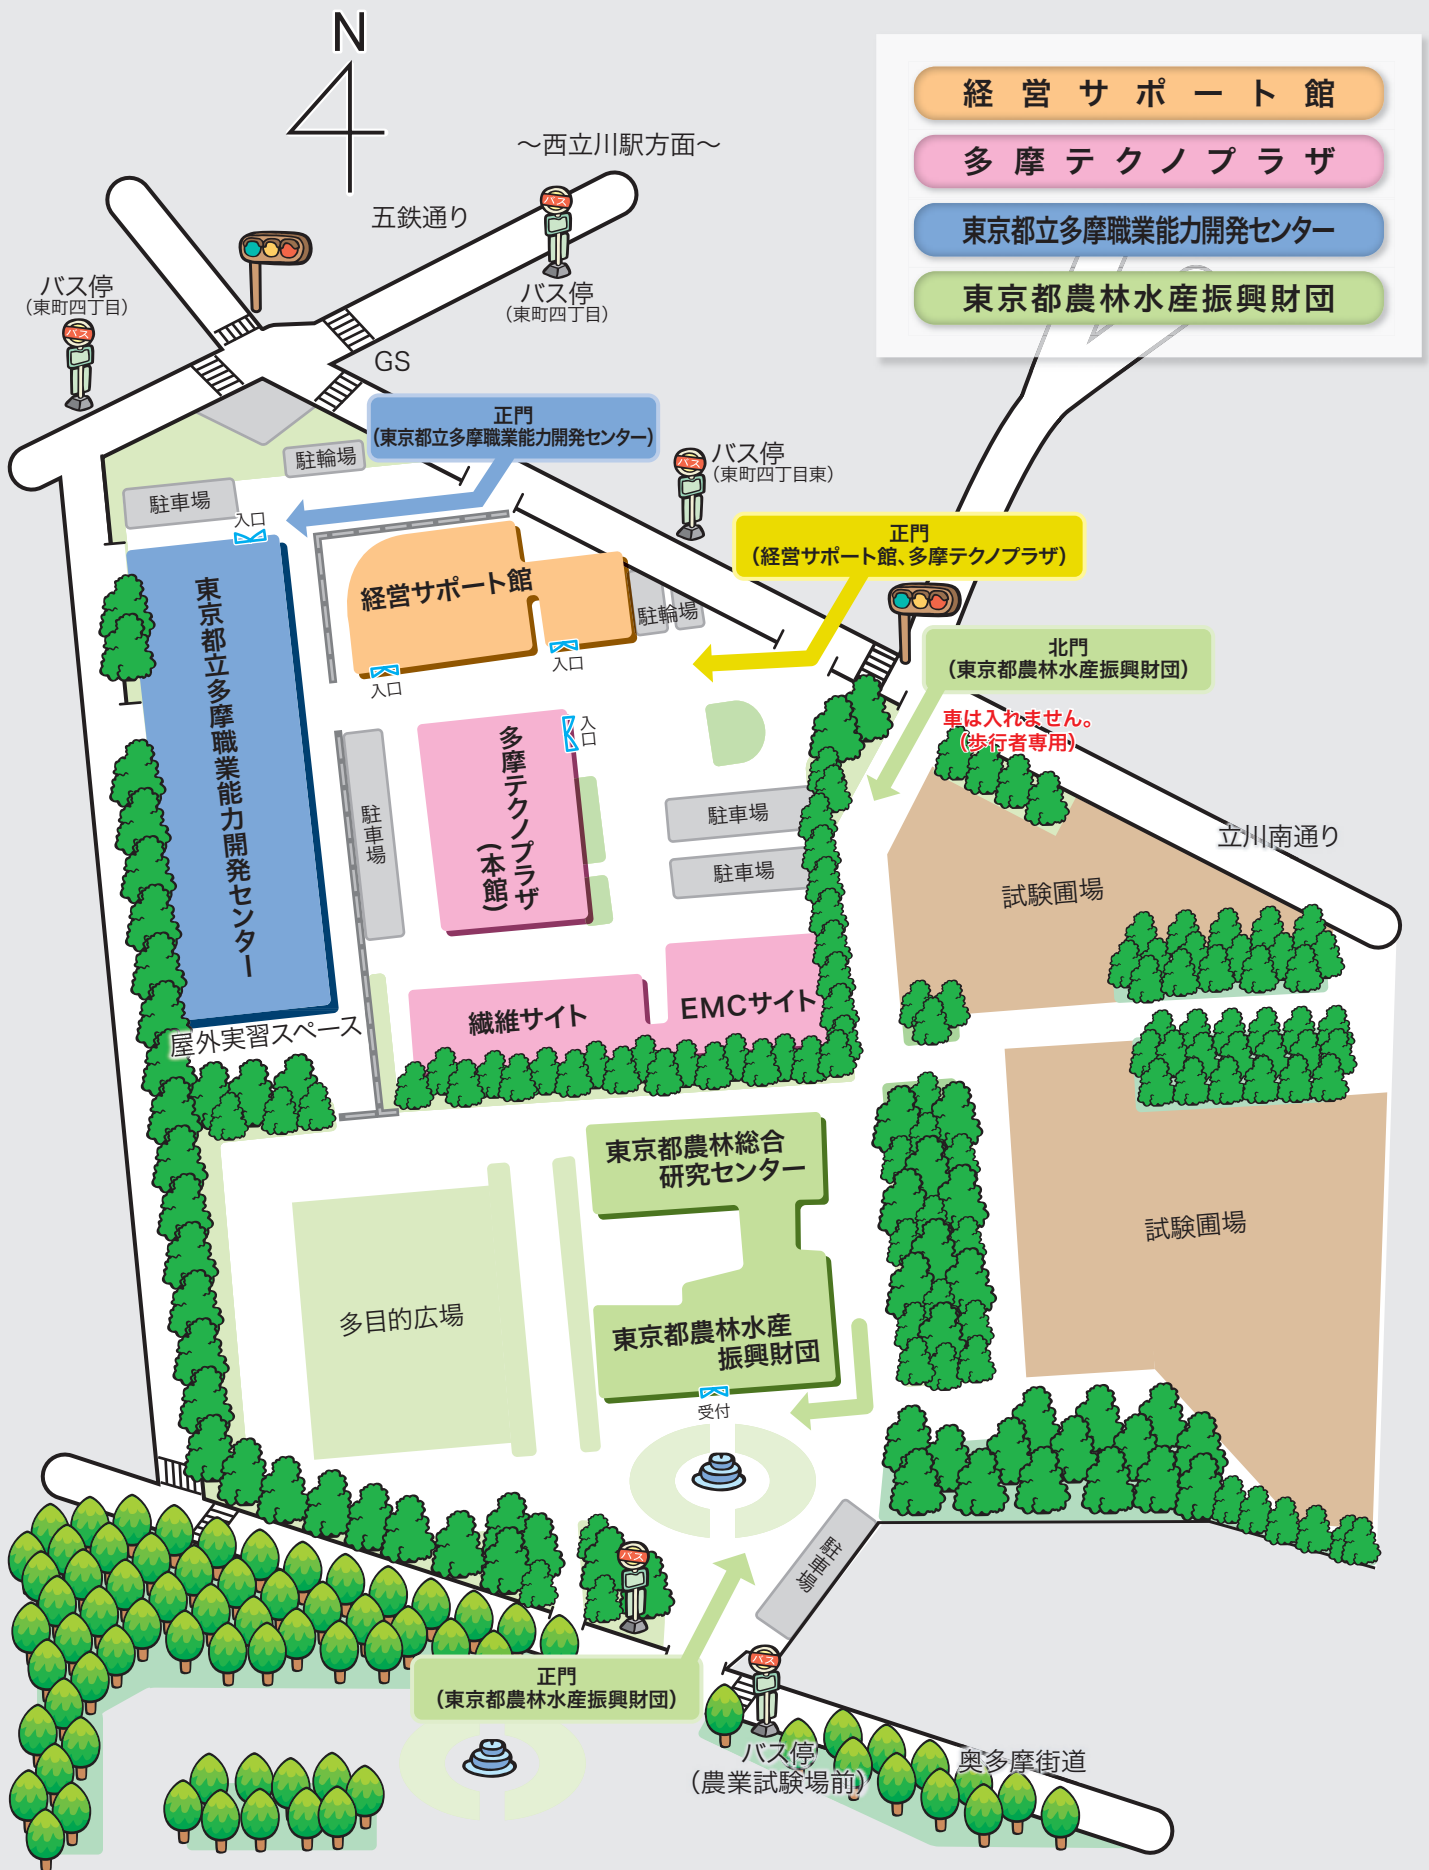 N
経営サポート館
多摩テクノプラザ
東京都立多摩職業能力開発センター
東京都農林水産振興財団
～西立川駅方面～
五鉄通り
バス
バス停
(東町四丁目)
バス
バス停
(東町四丁目)
GS
正門
(東京都立多摩職業能力開発センター)
バス
バス停
(東町四丁目東)
駐輪場
駐車場
入口
正門
(経営サポート館、多摩テクノプラザ)
経営サポート館
駐輪場
入口
入口
北門
(東京都農林水産振興財団)
車は入れません。
(歩行者専用)
東京都立多摩職業能力開発センター
多摩テクノプラザ
(本館)
入口
駐車場
駐車場
駐車場
立川南通り
試験圃場
繊維サイト
EMCサイト
屋外実習スペース
東京都農林総合
研究センター
試験圃場
多目的広場
東京都農林水産
振興財団
受付
駐車場
バス
正門
(東京都農林水産振興財団)
バス
バス停
(農業試験場前)
奥多摩街道